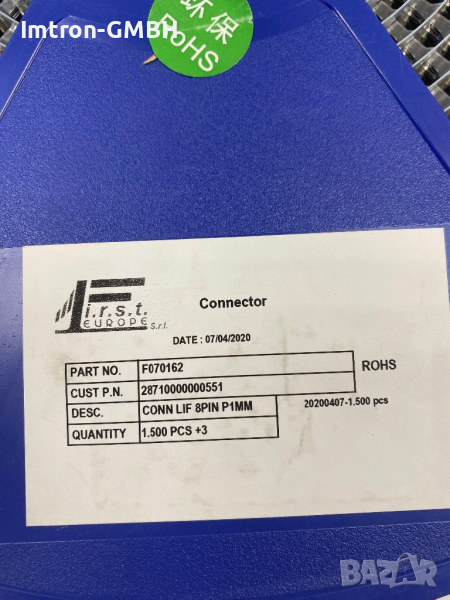 Imtron-GMBH
环保
RoHS
F.i.r.s.t.
EUROPE S.r.l.
Connector
DATE : 07/04/2020
PART NO. F070162 ROHS
CUST P.N. 28710000000551
DESC. CONN LIF 8PIN P1MM 20200407-1.500 pcs
QUANTITY 1.500 PCS +3
BAZAR